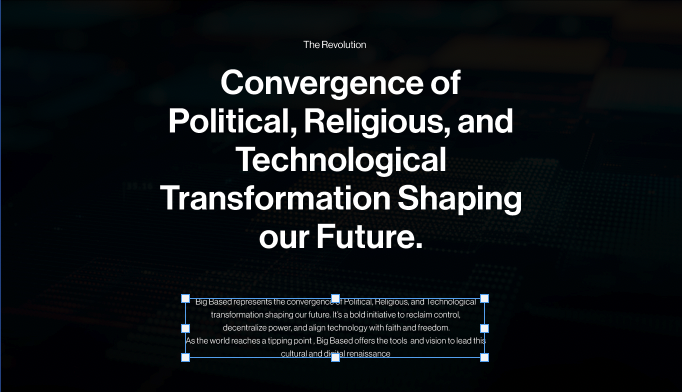 The Revolution
Convergence of
Political, Religious, and
Technological
Transformation Shaping
our Future.
Big Based represents the convergence of Political, Religious, and Technological
transformation shaping our future. It's a bold initiative to reclaim control,
decentralize power, and align technology with faith and freedom.
As the world reaches a tipping point , Big Based offers the tools and vision to lead this
cultural and digital renaissance